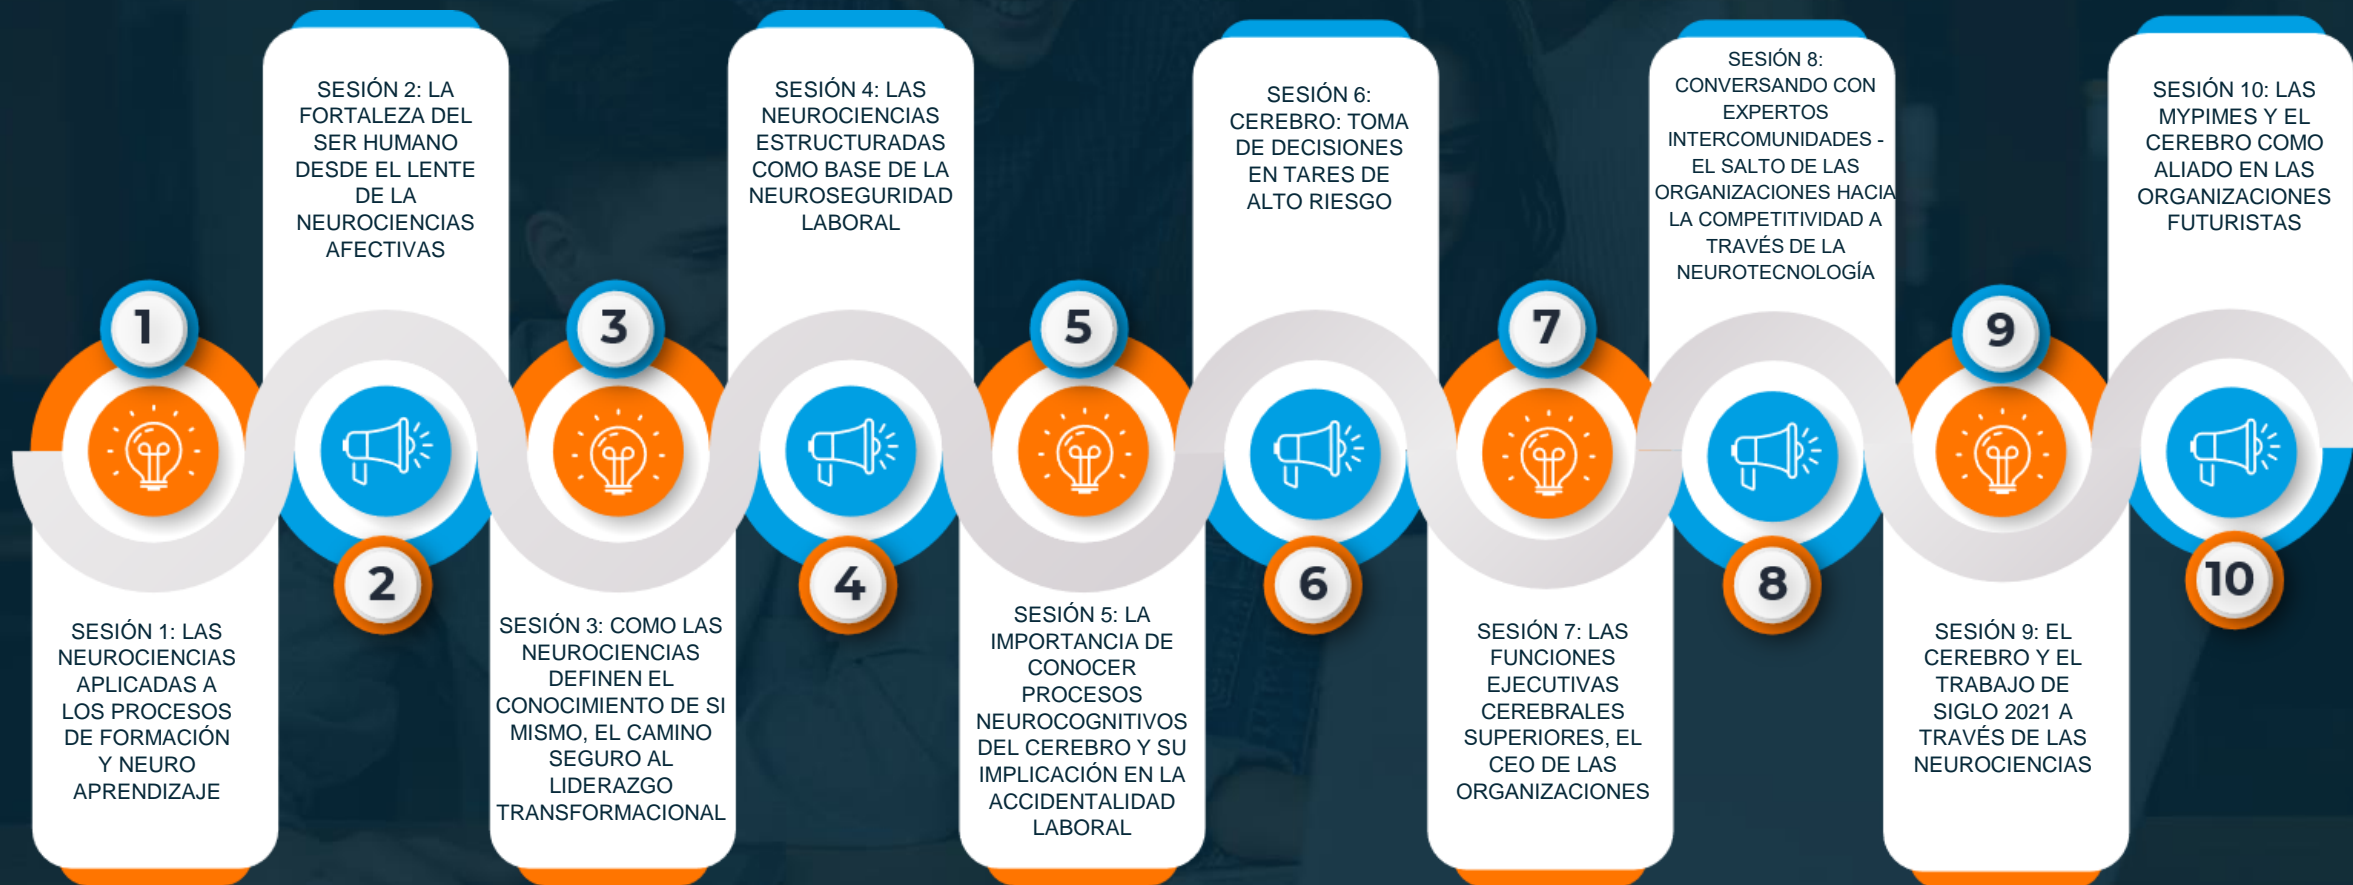 1
SESIÓN 1: LAS
NEUROCIENCIAS
APLICADAS A
LOS PROCESOS
DE FORMACIÓN
Y NEURO
APRENDIZAJE
SESIÓN 2: LA
FORTALEZA DEL
SER HUMANO
DESDE EL LENTE
DE LA
NEUROCIENCIAS
AFECTIVAS
2
3
SESIÓN 3: COMO LAS
NEUROCIENCIAS
DEFINEN EL
CONOCIMIENTO DE SI
MISMO, EL CAMINO
SEGURO AL
LIDERAZGO
TRANSFORMACIONAL
SESIÓN 4: LAS
NEUROCIENCIAS
ESTRUCTURADAS
COMO BASE DE LA
NEUROSEGURIDAD
LABORAL
4
5
SESIÓN 5: LA
IMPORTANCIA DE
CONOCER
PROCESOS
NEUROCOGNITIVOS
DEL CEREBRO Y SU
IMPLICACIÓN EN LA
ACCIDENTALIDAD
LABORAL
SESIÓN 6:
CEREBRO: TOMA
DE DECISIONES
EN TARES DE
ALTO RIESGO
6
7
SESIÓN 7: LAS
FUNCIONES
EJECUTIVAS
CEREBRALES
SUPERIORES, EL
CEO DE LAS
ORGANIZACIONES
SESIÓN 8:
CONVERSANDO CON
EXPERTOS
INTERCOMUNIDADES -
EL SALTO DE LAS
ORGANIZACIONES HACIA
LA COMPETITIVIDAD A
TRAVÉS DE LA
NEUROTECNOLOGÍA
8
9
SESIÓN 9: EL
CEREBRO Y EL
TRABAJO DE
SIGLO 2021 A
TRAVÉS DE LAS
NEUROCIENCIAS
SESIÓN 10: LAS
MYPIMES Y EL
CEREBRO COMO
ALIADO EN LAS
ORGANIZACIONES
FUTURISTAS
10